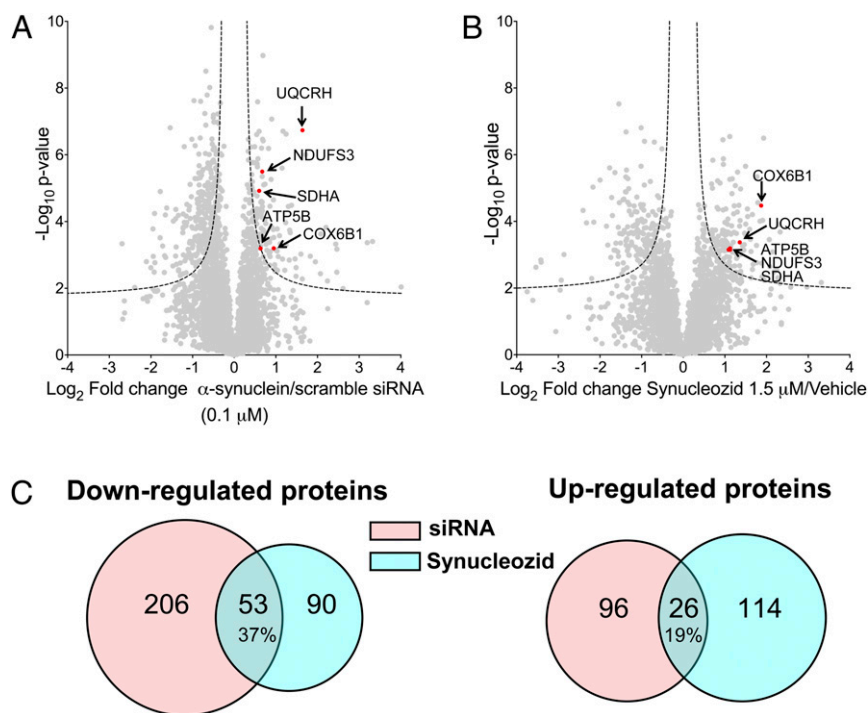 A
10
8
6
4
2
0
-Log10 p-value
UQCRH
NDUFS3
SDHA
ATP5B
COX6B1
-4 -3 -2 -1 0 1 2 3 4
Log2 Fold change α-synuclein/scramble siRNA
(0.1 μM)
B
10
8
6
4
2
0
-Log10 p-value
COX6B1
UQCRH
ATP5B
NDUFS3
SDHA
-4 -3 -2 -1 0 1 2 3 4
Log2 Fold change Synucleozid 1.5 μM/Vehicle
C
Down-regulated proteins
206 53 90
37%
siRNA
Synucleozid
Up-regulated proteins
96 26 114
19%